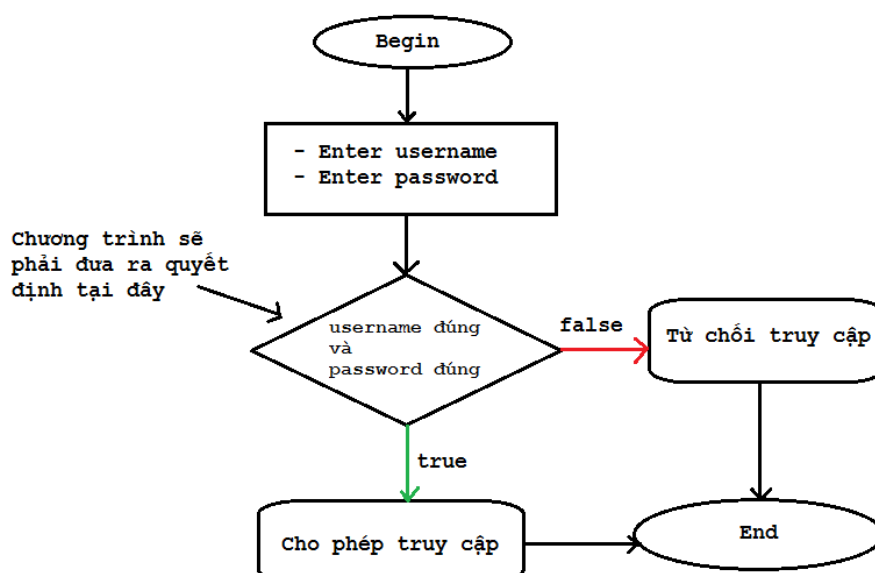 Begin
- Enter username
- Enter password
Chương trình sẽ
phải đưa ra quyết
định tại đây
username đúng
và
password đúng
false
Từ chối truy cập
true
Cho phép truy cập
End